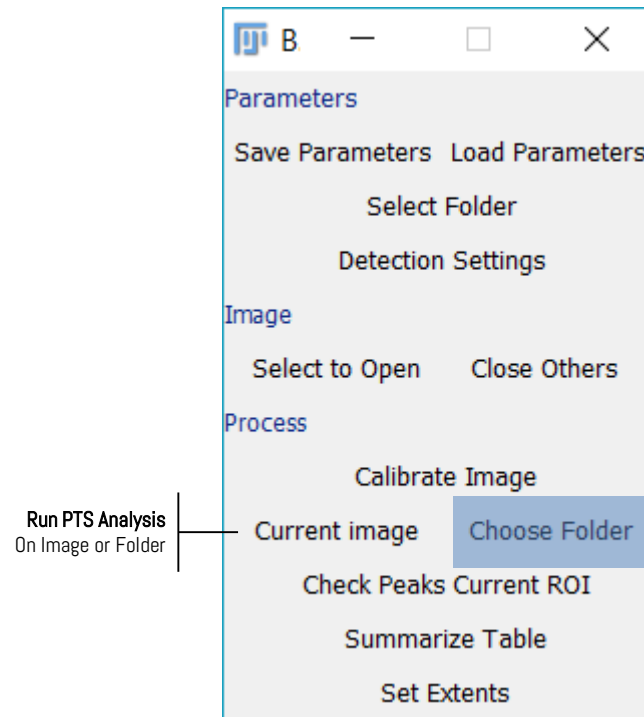 B.
Parameters
Save Parameters Load Parameters
Select Folder
Detection Settings
Image
Select to Open Close Others
Process
Calibrate Image
Run PTS Analysis
On Image or Folder
Current image Choose Folder
Check Peaks Current ROI
Summarize Table
Set Extents